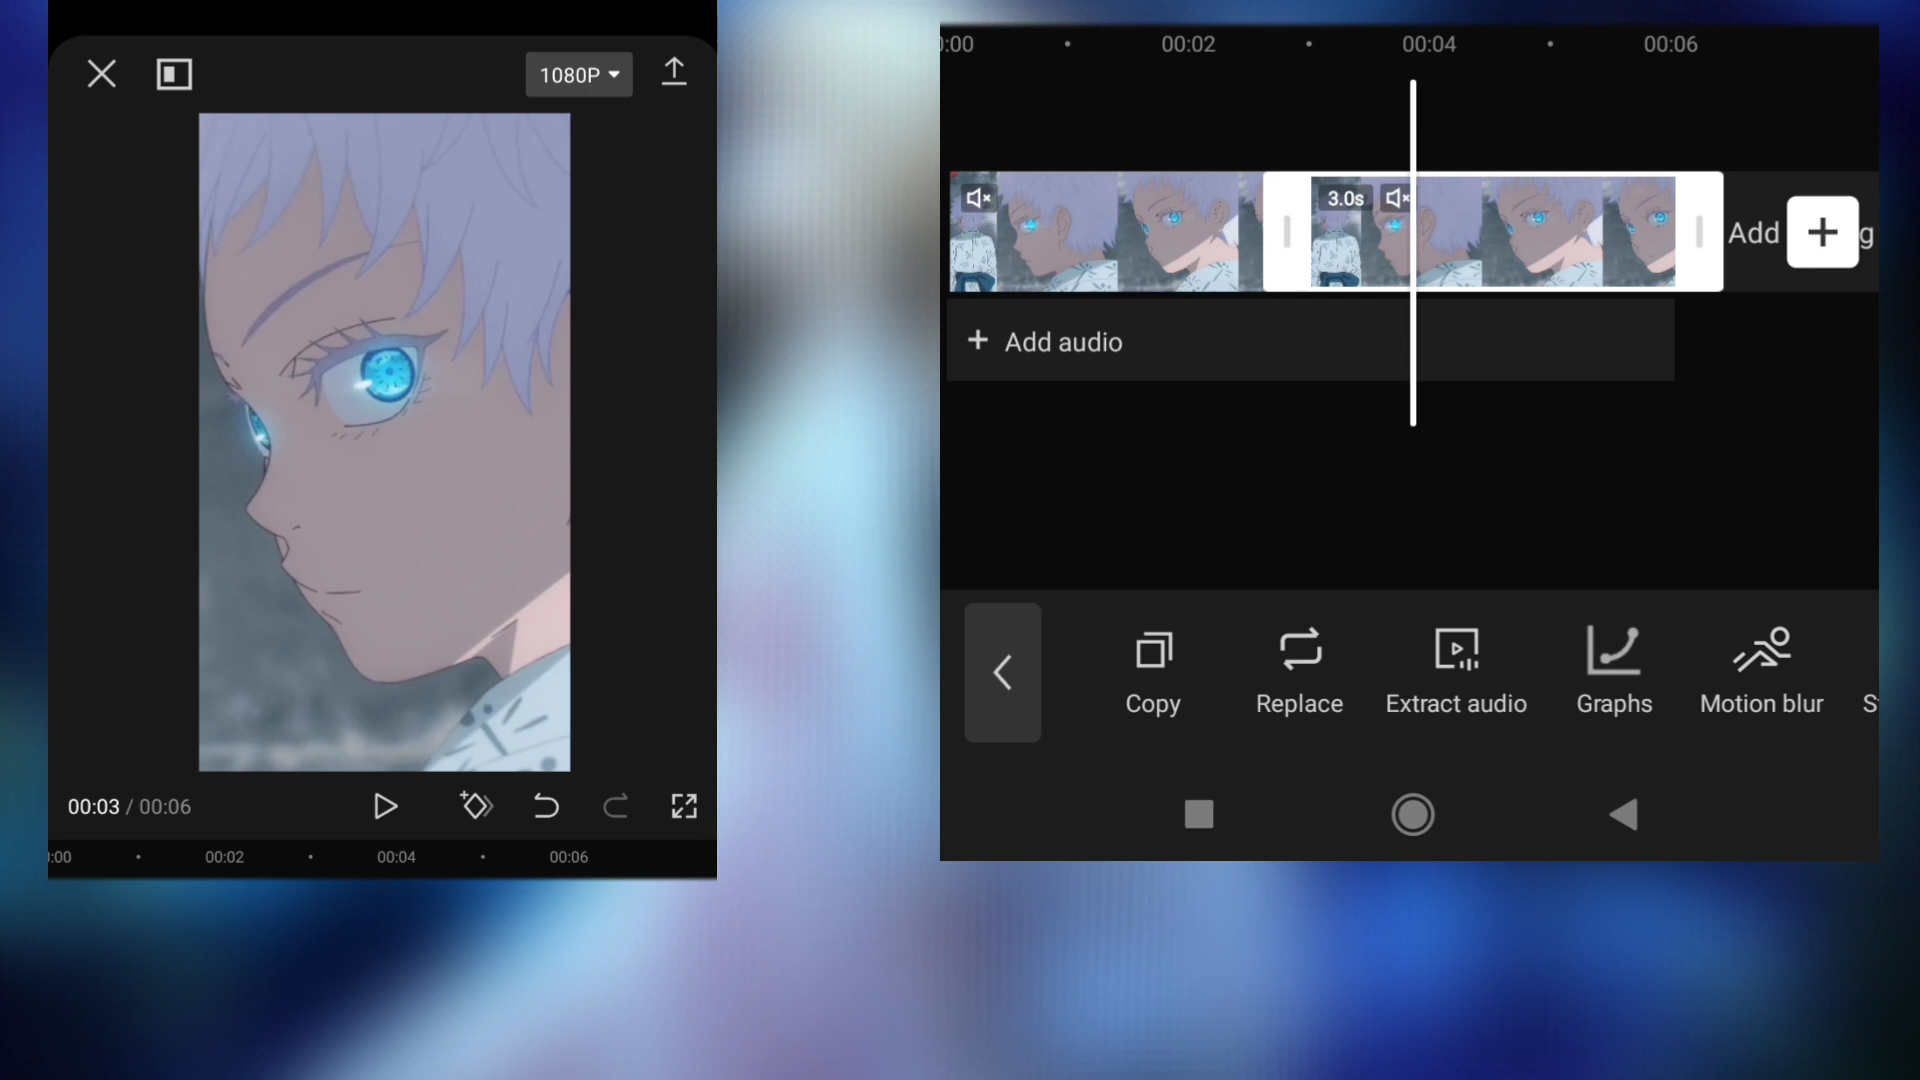 1080P
00:03 / 00:06
:00 00:02 00:04 00:06
0:00 00:02 00:04 00:06
3.0s
Add g
+ Add audio
Copy Replace Extract audio Graphs Motion blur S